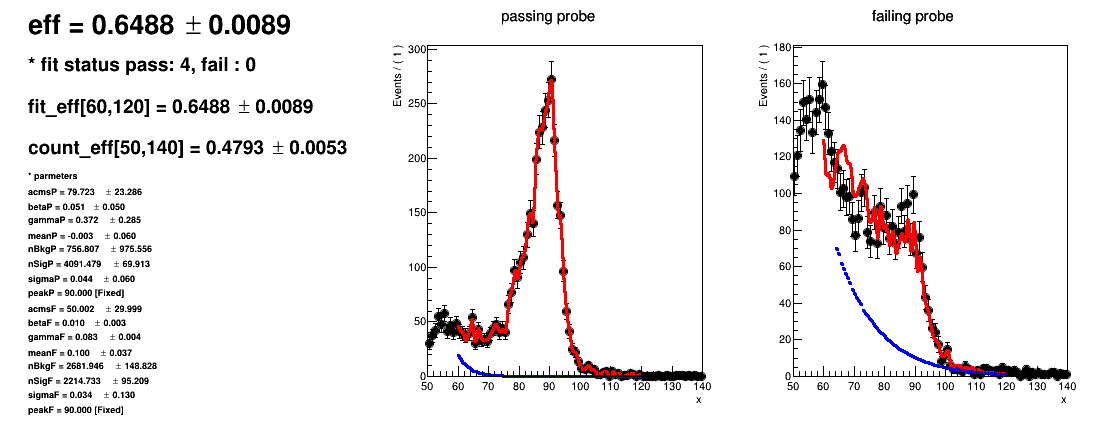 eff = 0.6488 ± 0.0089
* fit status pass: 4, fail : 0
fit_eff[60,120] = 0.6488 ± 0.0089
count_eff[50,140] = 0.4793 ± 0.0053
* parmeters
acmsP = 79.723 ± 23.286
betaP = 0.051 ± 0.050
gammaP = 0.372 ± 0.285
meanP = -0.003 ± 0.060
nBkgP = 756.807 ± 975.556
nSigP = 4091.479 ± 69.913
sigmaP = 0.044 ± 0.060
peakP = 90.000 [Fixed]
acmsF = 50.002 ± 29.999
betaF = 0.010 ± 0.003
gammaF = 0.083 ± 0.004
meanF = 0.100 ± 0.037
nBkgF = 2681.946 ± 148.828
nSigF = 2214.733 ± 95.209
sigmaF = 0.034 ± 0.130
peakF = 90.000 [Fixed]
passing probe
Events / ( 1 )
300
250
200
150
100
50
0
50 60 70 80 90 100 110 120 130 140
x
failing probe
Events / ( 1 )
180
160
140
120
100
80
60
40
20
0
50 60 70 80 90 100 110 120 130 140
x